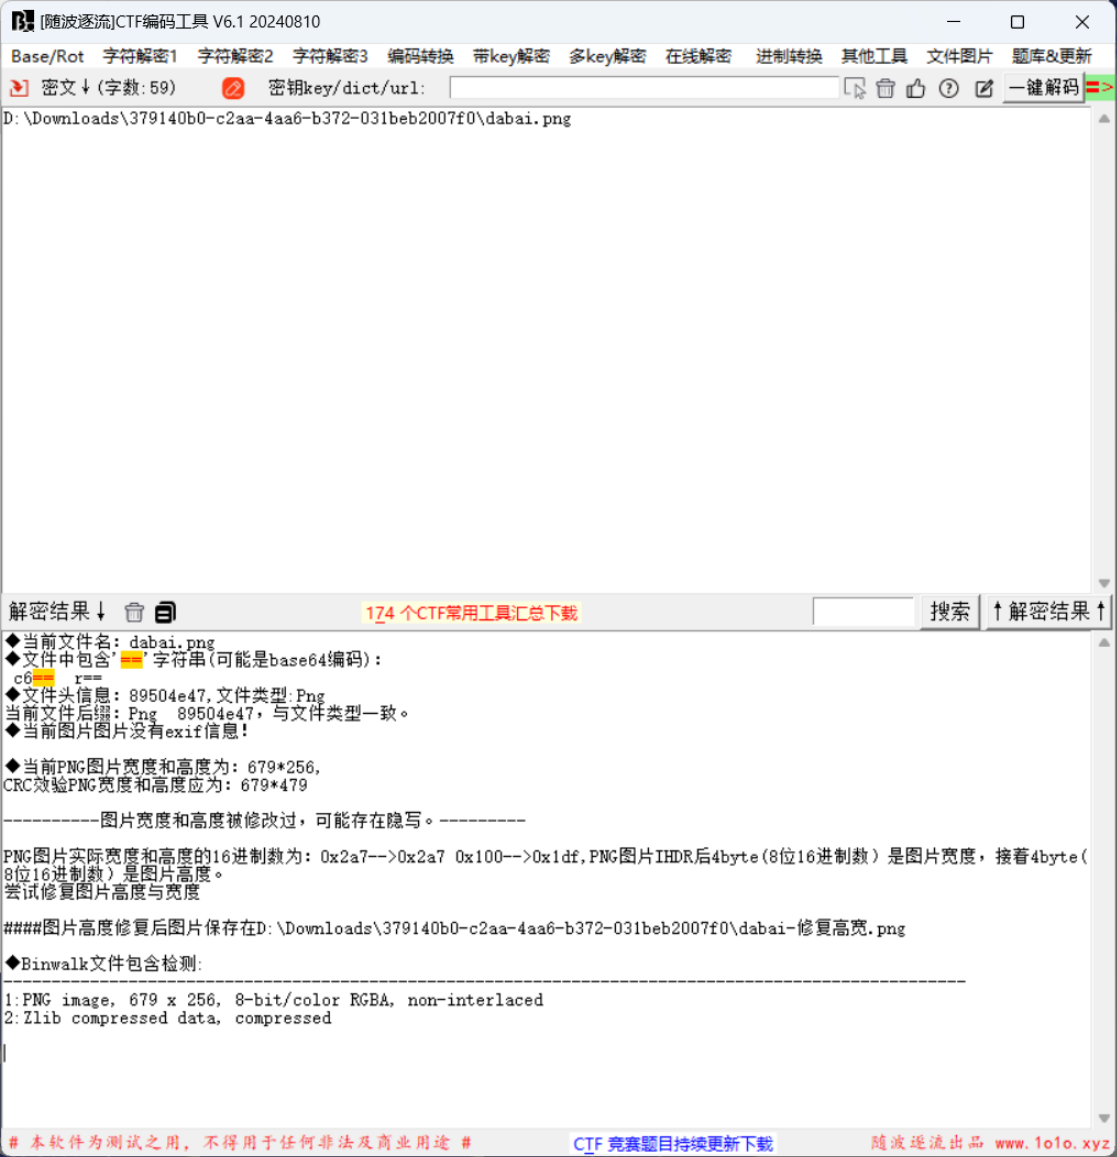 [随波逐流]CTF编码工具 V6.1 20240810
Base/Rot 字符解密1 字符解密2 字符解密3 编码转换 带key解密 多key解密 在线解密 进制转换 其他工具 文件图片 题库&更新
密文↓(字数:59) 密钥key/dict/url: 一键解码 =>
D:\Downloads\379140b0-c2aa-4aa6-b372-031beb2007f0\dabai.png
解密结果↓ 174 个CTF常用工具汇总下载 搜索 ↑解密结果↑
◆当前文件名: dabai.png
◆文件中包含'=='字符串(可能是base64编码):
c6== r==
◆文件头信息: 89504e47,文件类型:Png
当前文件后缀: Png 89504e47，与文件类型一致。
◆当前图片图片没有exif信息!
◆当前PNG图片宽度和高度为: 679*256,
CRC效验PNG宽度和高度应为: 679*479
----------图片宽度和高度被修改过，可能存在隐写。---------
PNG图片实际宽度和高度的16进制数为: 0x2a7-->0x2a7 0x100-->0x1df,PNG图片IHDR后4byte(8位16进制数）是图片宽度，接着4byte(
8位16进制数）是图片高度。
尝试修复图片高度与宽度
####图片高度修复后图片保存在D:\Downloads\379140b0-c2aa-4aa6-b372-031beb2007f0\dabai-修复高宽.png
◆Binwalk文件包含检测:
----------------------------------------------------------------------------------------------------
1:PNG image, 679 x 256, 8-bit/color RGBA, non-interlaced
2:Zlib compressed data, compressed
# 本软件为测试之用，不得用于任何非法及商业用途 # CTF 竞赛题目持续更新下载 随波逐流出品 www.1o1o.xyz